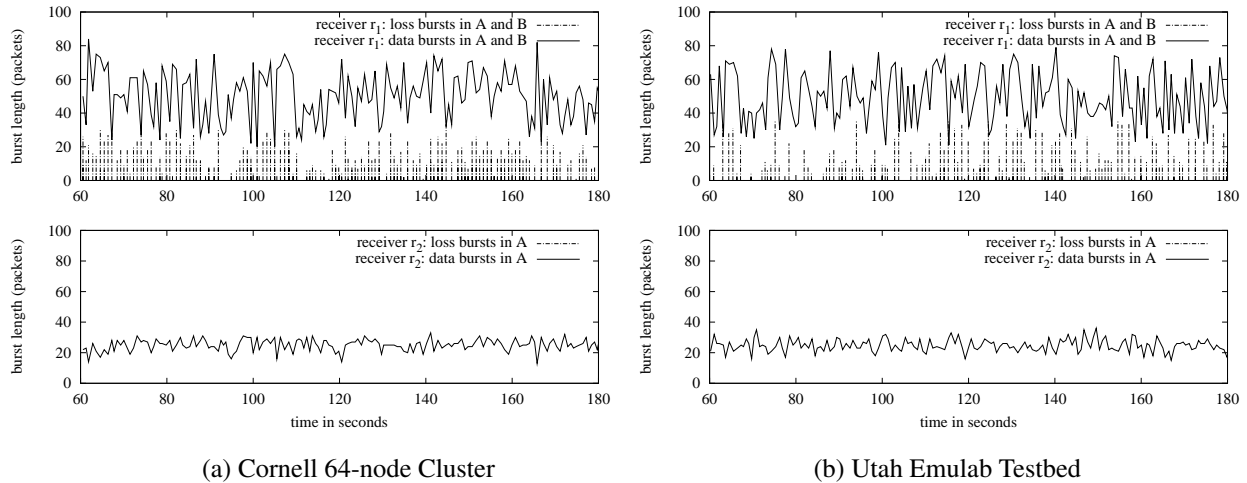 receiver r1: loss bursts in A and B
receiver r1: data bursts in A and B
burst length (packets)
100
80
60
40
20
0
60 80 100 120 140 160 180
receiver r2: loss bursts in A
receiver r2: data bursts in A
burst length (packets)
100
80
60
40
20
0
60 80 100 120 140 160 180
time in seconds
(a) Cornell 64-node Cluster
receiver r1: loss bursts in A and B
receiver r1: data bursts in A and B
burst length (packets)
100
80
60
40
20
0
60 80 100 120 140 160 180
receiver r2: loss bursts in A
receiver r2: data bursts in A
burst length (packets)
100
80
60
40
20
0
60 80 100 120 140 160 180
time in seconds
(b) Utah Emulab Testbed